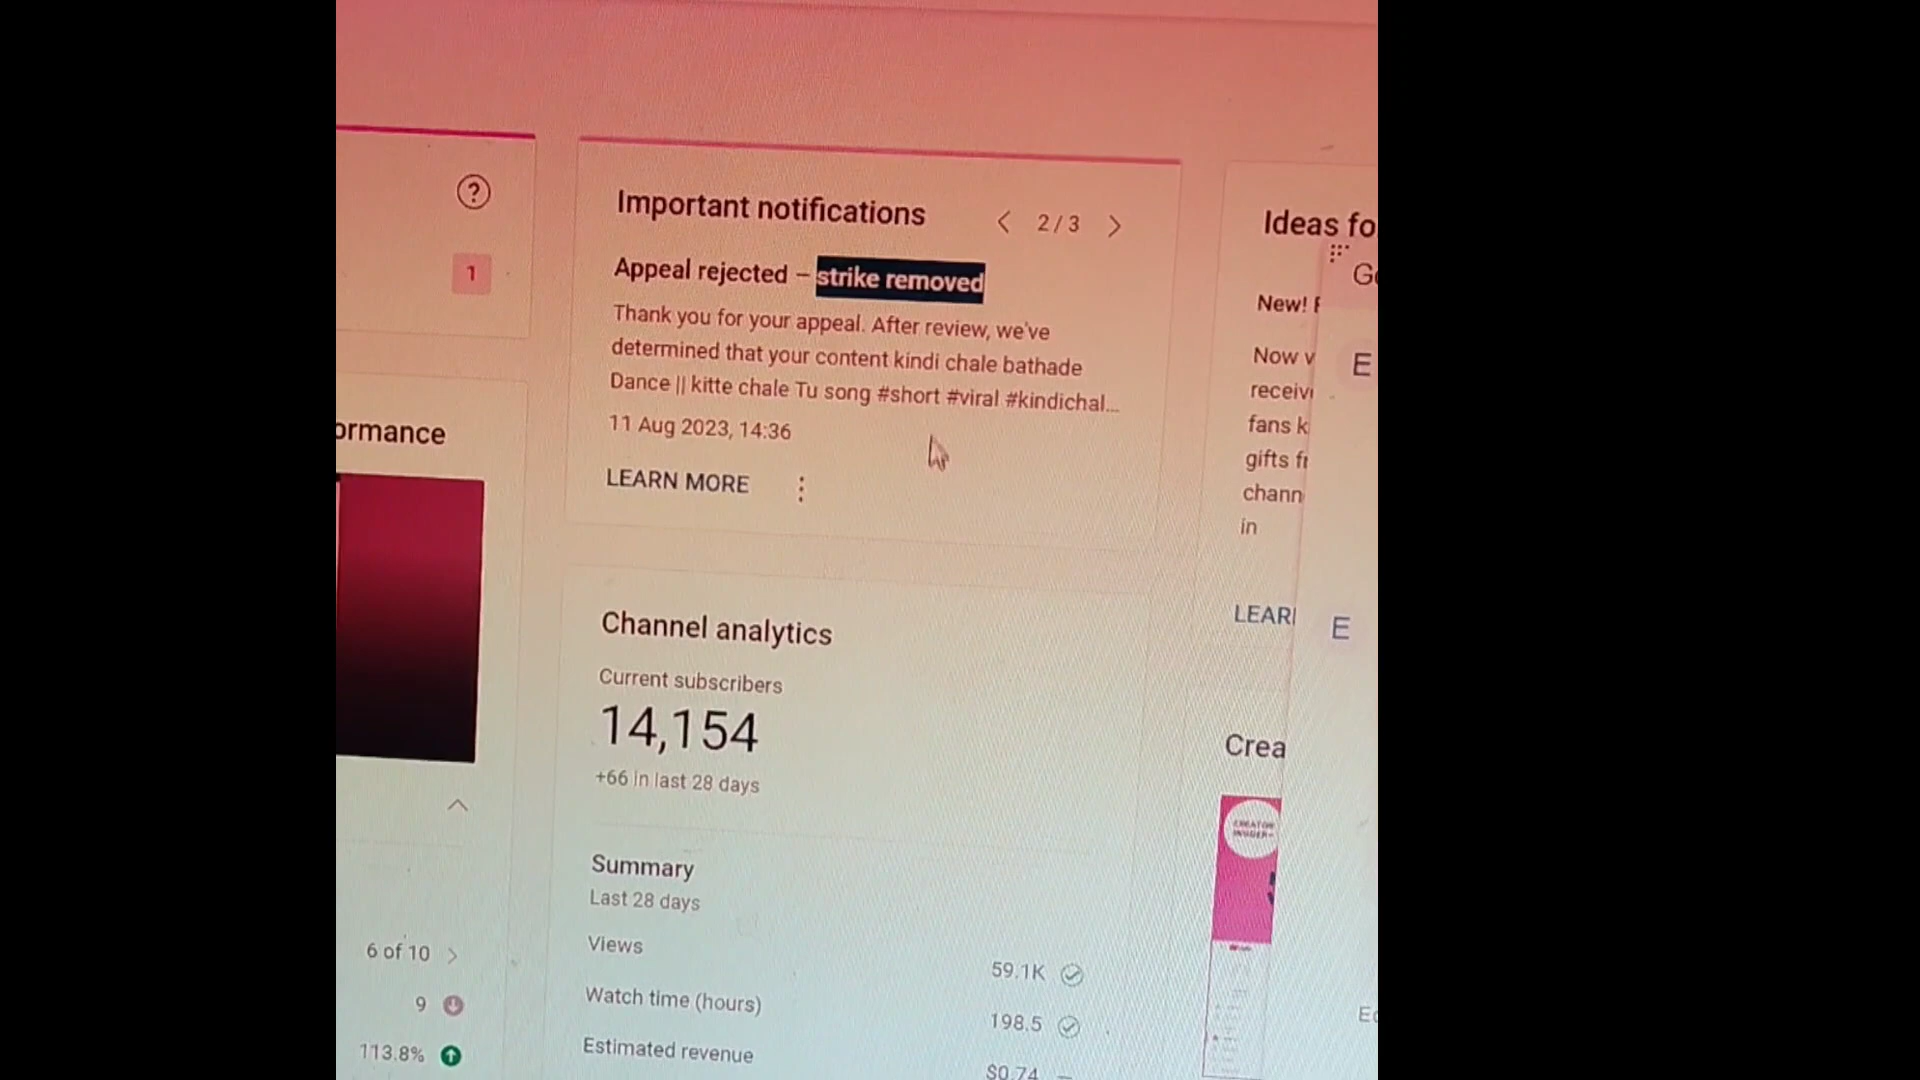 ?
1
ormance
6 of 10
9
113.8%
Important notifications
2 / 3
Appeal rejected – strike removed
Thank you for your appeal. After review, we've
determined that your content kindi chale bathade
Dance || kitte chale Tu song #short #viral #kindichal...
11 Aug 2023, 14:36
LEARN MORE
Channel analytics
Current subscribers
14,154
+66 in last 28 days
Summary
Last 28 days
Views
59.1K
Watch time (hours)
198.5
Estimated revenue
$0.74
Ideas fo
New!
Now
receiv
fans k
gifts fr
chann
in
LEAR
Crea
CREATOR
INSIDER
E
E